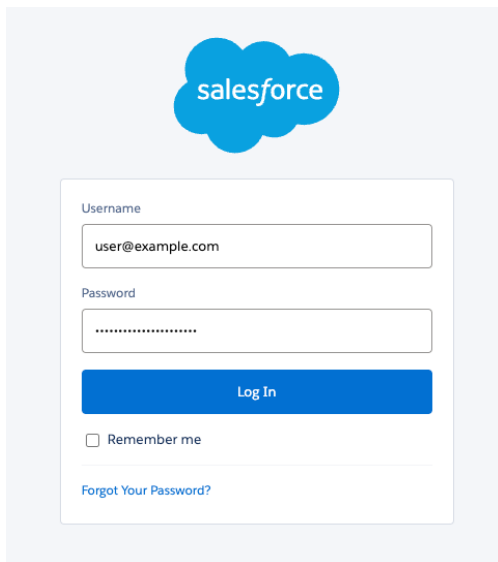 salesforce
Username
user@example.com
Password
Log In
Remember me
Forgot Your Password?